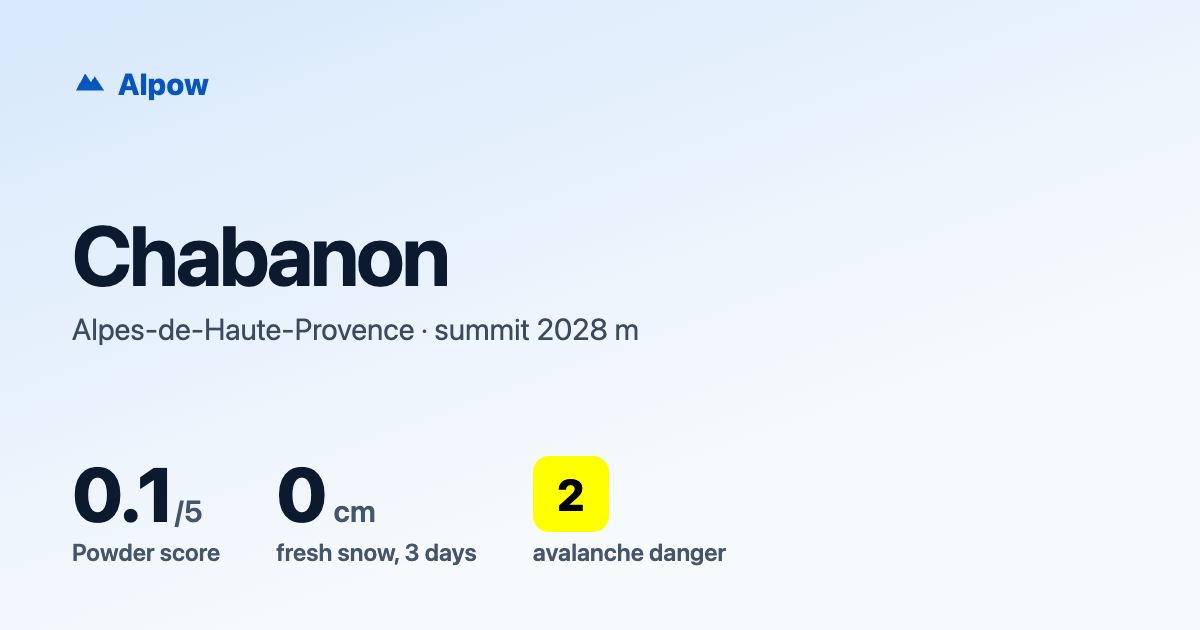 Alpow
Chabanon
Alpes-de-Haute-Provence · summit 2028 m
0.1/5
Powder score
0 cm
fresh snow, 3 days
2
avalanche danger